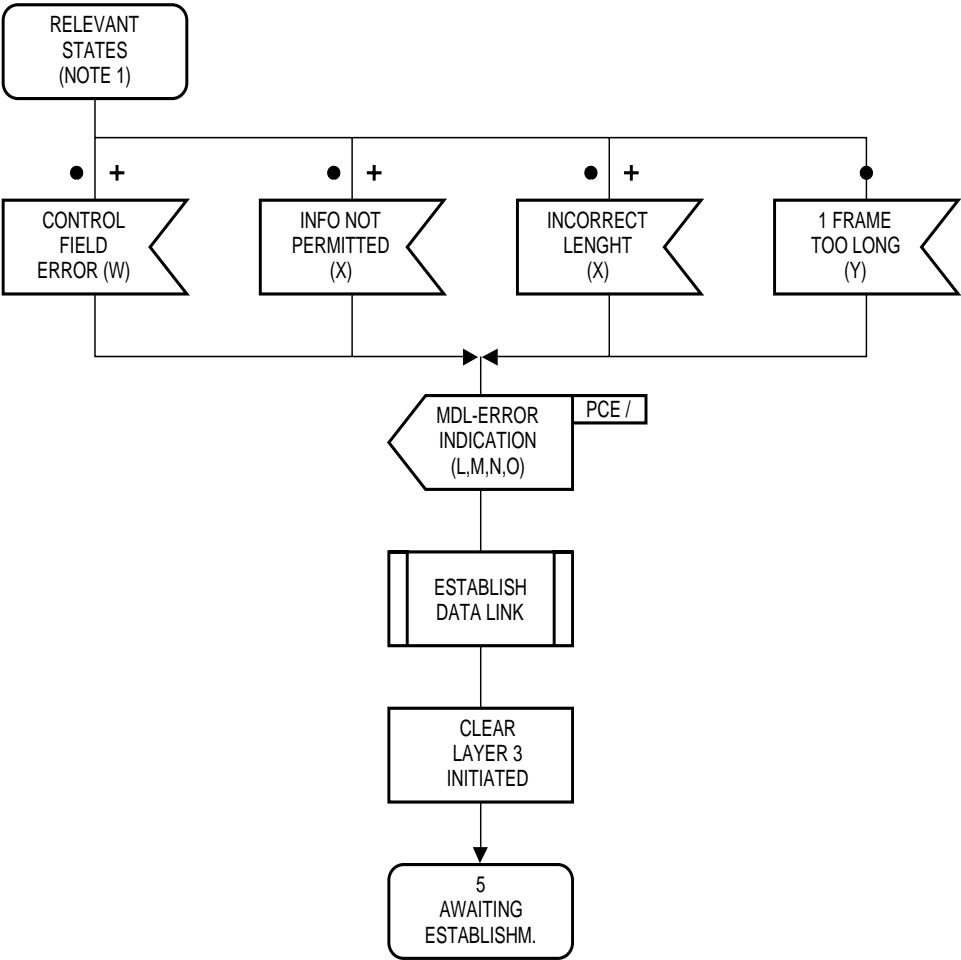 RELEVANT
STATES
(NOTE 1)
+
+
+
CONTROL
FIELD
ERROR (W)
INFO NOT
PERMITTED
(X)
INCORRECT
LENGHT
(X)
1 FRAME
TOO LONG
(Y)
MDL-ERROR
INDICATION
(L,M,N,O)
PCE /
ESTABLISH
DATA LINK
CLEAR
LAYER 3
INITIATED
5
AWAITING
ESTABLISHM.